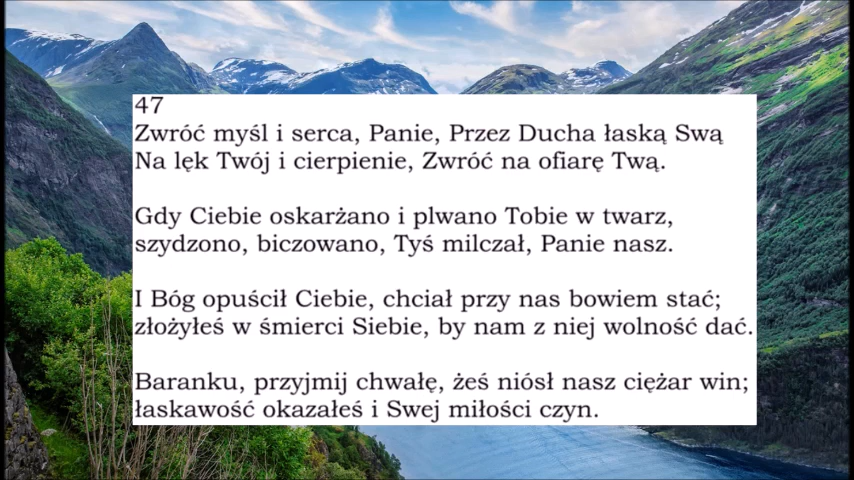 47
Zwróć myśl i serca, Panie, Przez Ducha łaską Swą
Na lęk Twój i cierpienie, Zwróć na ofiarę Twą.
Gdy Ciebie oskarżano i plwano Tobie w twarz,
szydzono, biczowano, Tyś milczał, Panie nasz.
I Bóg opuścił Ciebie, chciał przy nas bowiem stać;
złożyłeś w śmierci Siebie, by nam z niej wolność dać.
Baranku, przyjmij chwałę, żeś niósł nasz ciężar win;
łaskawość okazałeś i Swej miłości czyn.